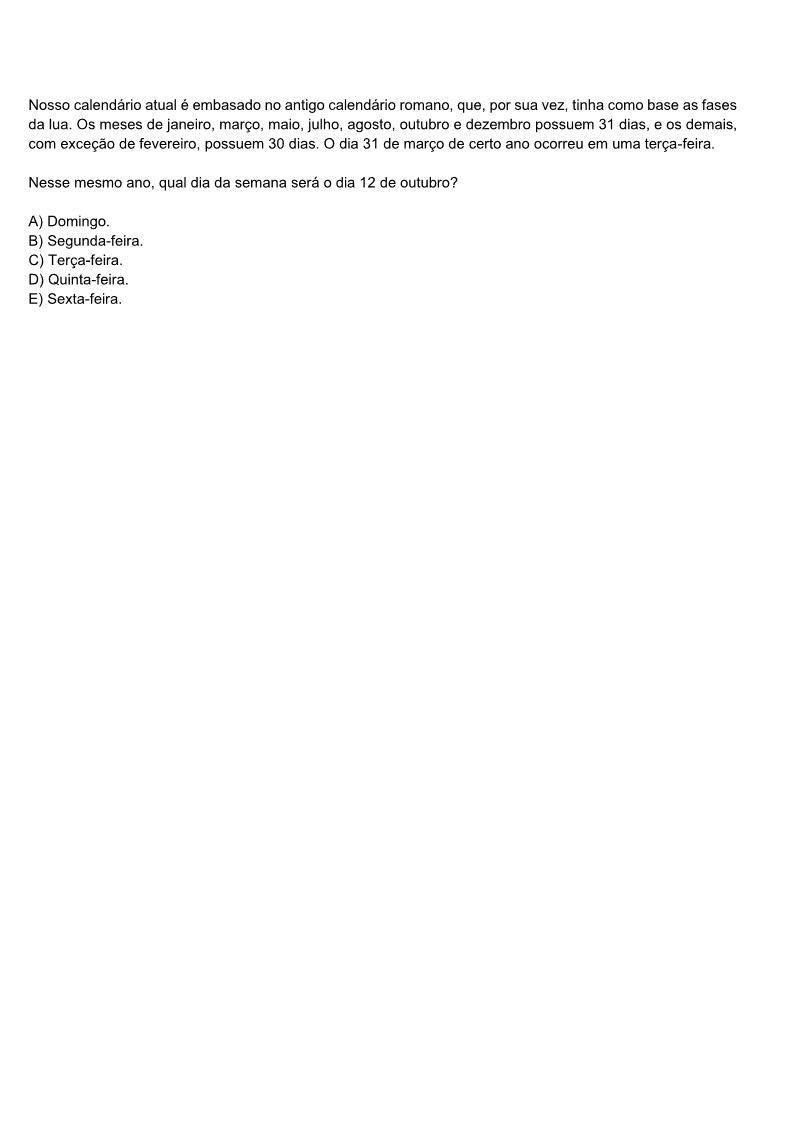 Nosso calendário atual é embasado no antigo calendário romano, que, por sua vez, tinha como base as fases
da lua. Os meses de janeiro, março, maio, julho, agosto, outubro e dezembro possuem 31 dias, e os demais,
com exceção de fevereiro, possuem 30 dias. O dia 31 de março de certo ano ocorreu em uma terça-feira.
Nesse mesmo ano, qual dia da semana será o dia 12 de outubro?
A) Domingo.
B) Segunda-feira.
C) Terça-feira.
D) Quinta-feira.
E) Sexta-feira.